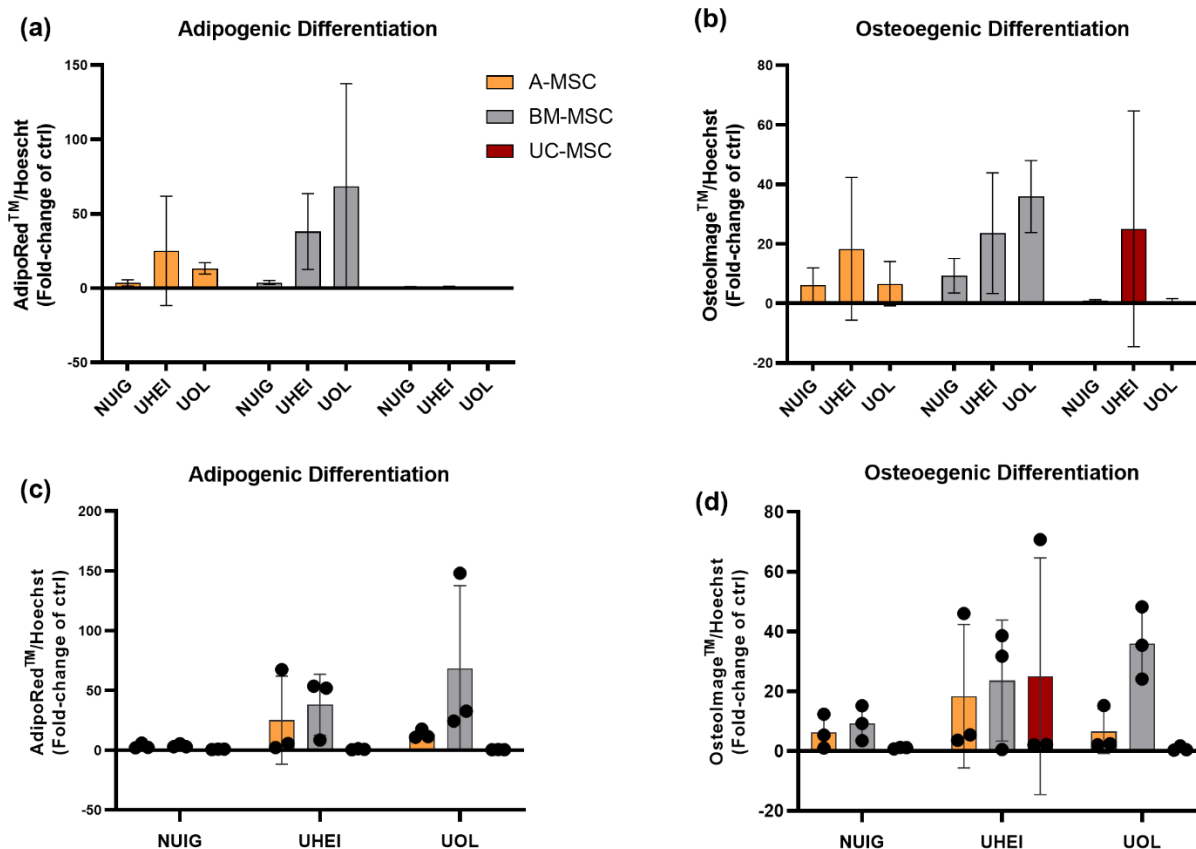 (a)
Adipogenic Differentiation
AdipoRed™/Hoescht
(Fold-change of ctrl)
150
100
50
0
-50
NUIG UHEI UOL NUIG UHEI UOL NUIG UHEI UOL
A-MSC
BM-MSC
UC-MSC
(b)
Osteoegenic Differentiation
OsteoImage™/Hoechst
(Fold-change of ctrl)
80
60
40
20
0
-20
NUIG UHEI UOL NUIG UHEI UOL NUIG UHEI UOL
(c)
Adipogenic Differentiation
AdipoRed™/Hoechst
(Fold-change of ctrl)
200
150
100
50
0
-50
NUIG UHEI UOL
(d)
Osteoegenic Differentiation
OsteoImage™/Hoechst
(Fold-change of ctrl)
80
60
40
20
0
-20
NUIG UHEI UOL